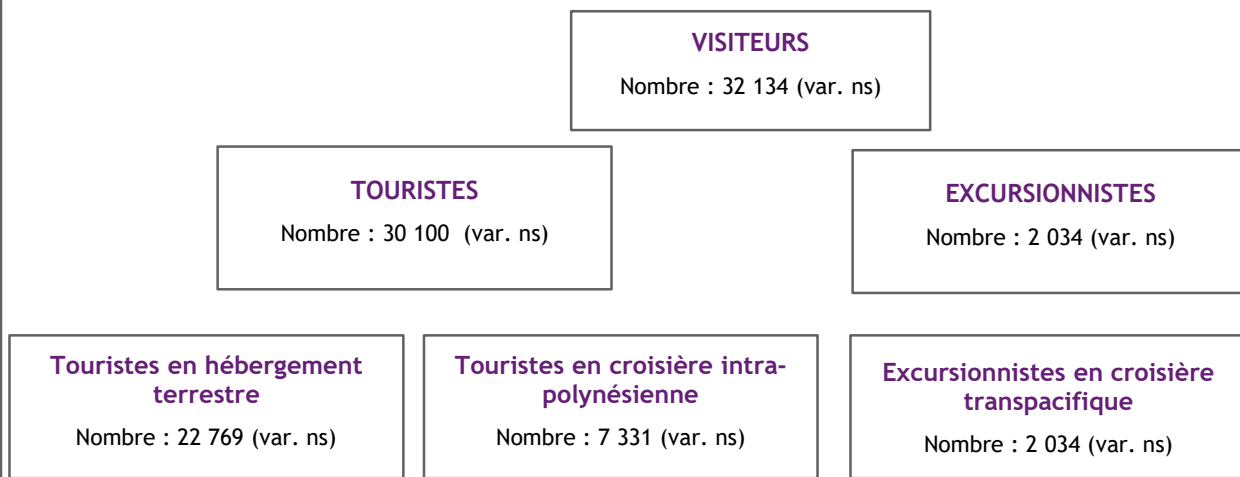 VISITEURS
Nombre : 32 134 (var. ns)
TOURISTES
Nombre : 30 100 (var. ns)
EXCURSIONNISTES
Nombre : 2 034 (var. ns)
Touristes en hébergement
terrestre
Nombre : 22 769 (var. ns)
Touristes en croisière intra-
polynésienne
Nombre : 7 331 (var. ns)
Excursionnistes en croisière
transpacifique
Nombre : 2 034 (var. ns)